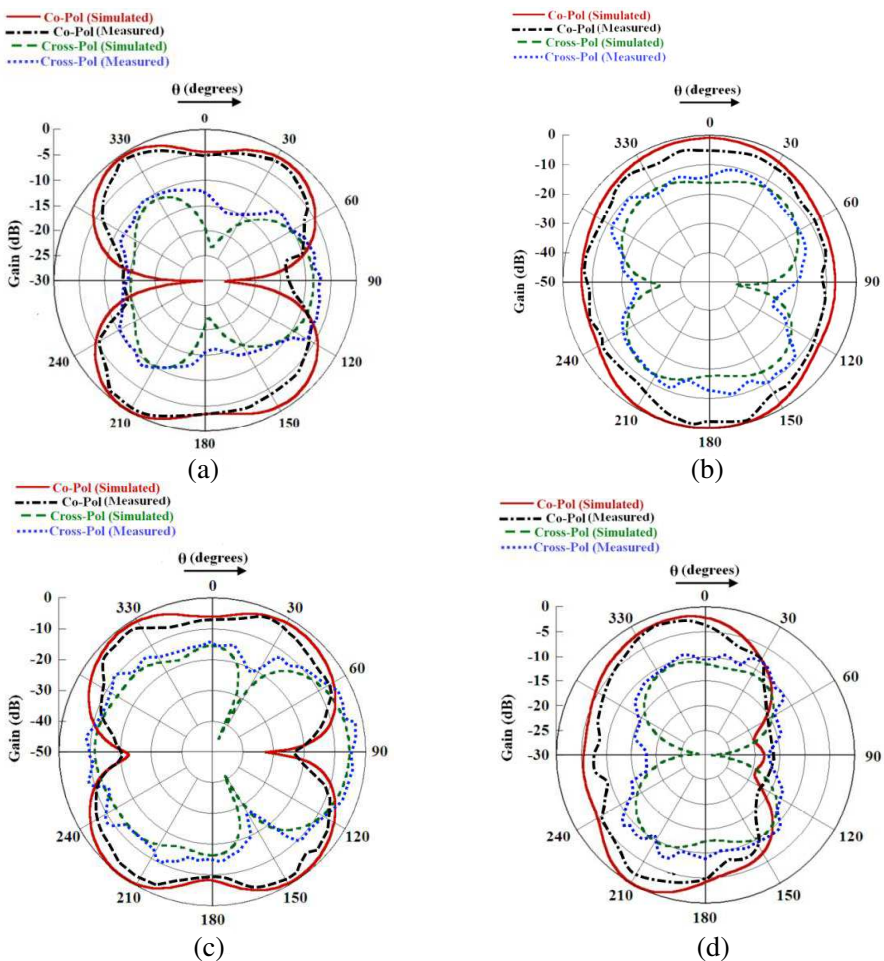 Co-Pol (Simulated)
Co-Pol (Measured)
Cross-Pol (Simulated)
Cross-Pol (Measured)
θ (degrees)
0
330
30
60
90
120
150
180
210
240
0
-5
-10
-15
-20
-25
-30
Gain (dB)
(a)
Co-Pol (Simulated)
Co-Pol (Measured)
Cross-Pol (Simulated)
Cross-Pol (Measured)
θ (degrees)
0
330
30
60
90
120
150
180
210
240
0
-10
-20
-30
-40
-50
Gain (dB)
(b)
Co-Pol (Simulated)
Co-Pol (Measured)
Cross-Pol (Simulated)
Cross-Pol (Measured)
θ (degrees)
0
330
30
60
90
120
150
180
210
240
0
-10
-20
-30
-40
-50
Gain (dB)
(c)
Co-Pol (Simulated)
Co-Pol (Measured)
Cross-Pol (Simulated)
Cross-Pol (Measured)
θ (degrees)
0
330
30
60
90
120
150
180
210
240
0
-5
-10
-15
-20
-25
-30
Gain (dB)
(d)